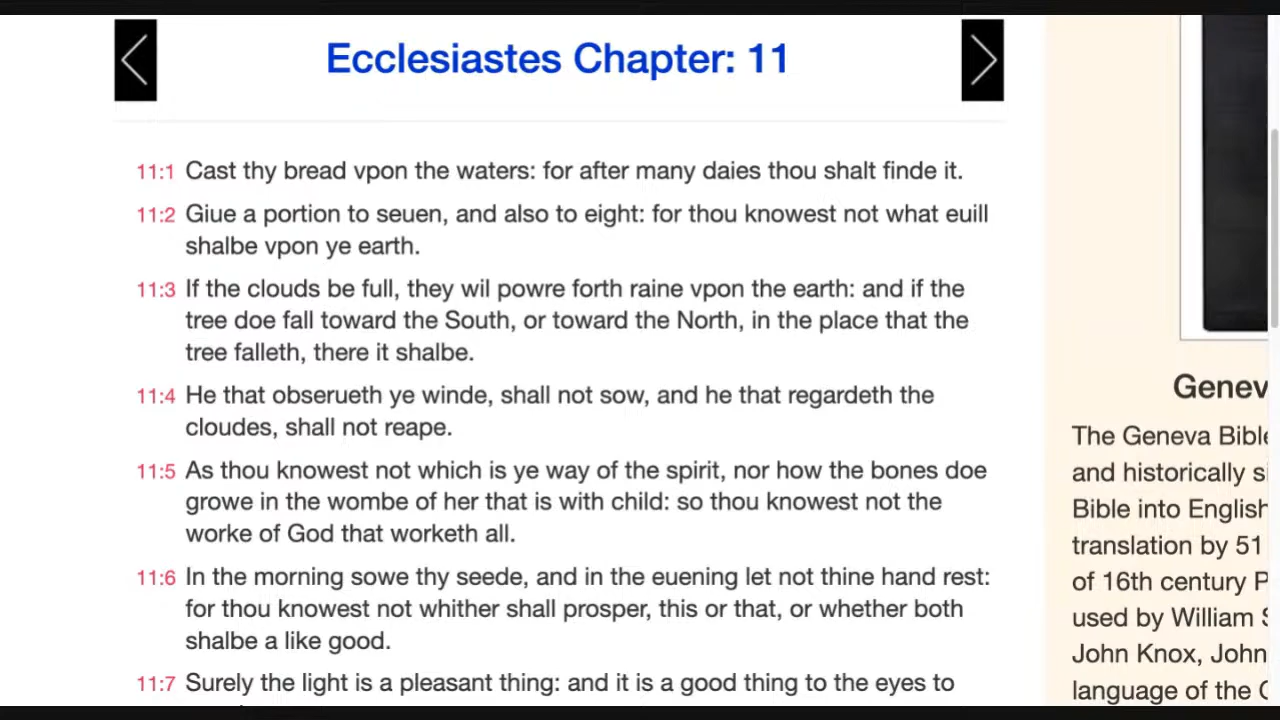 Ecclesiastes Chapter: 11
11:1 Cast thy bread vpon the waters: for after many daies thou shalt finde it.
11:2 Giue a portion to seuen, and also to eight: for thou knowest not what euill
shalbe vpon ye earth.
11:3 If the clouds be full, they wil powre forth raine vpon the earth: and if the
tree doe fall toward the South, or toward the North, in the place that the
tree falleth, there it shalbe.
11:4 He that obserueth ye winde, shall not sow, and he that regardeth the
cloudes, shall not reape.
11:5 As thou knowest not which is ye way of the spirit, nor how the bones doe
growe in the wombe of her that is with child: so thou knowest not the
worke of God that worketh all.
11:6 In the morning sowe thy seede, and in the euening let not thine hand rest:
for thou knowest not whither shall prosper, this or that, or whether both
shalbe a like good.
11:7 Surely the light is a pleasant thing: and it is a good thing to the eyes to
Genev
The Geneva Bible
and historically si
Bible into English
translation by 51
of 16th century P
used by William S
John Knox, John
language of the